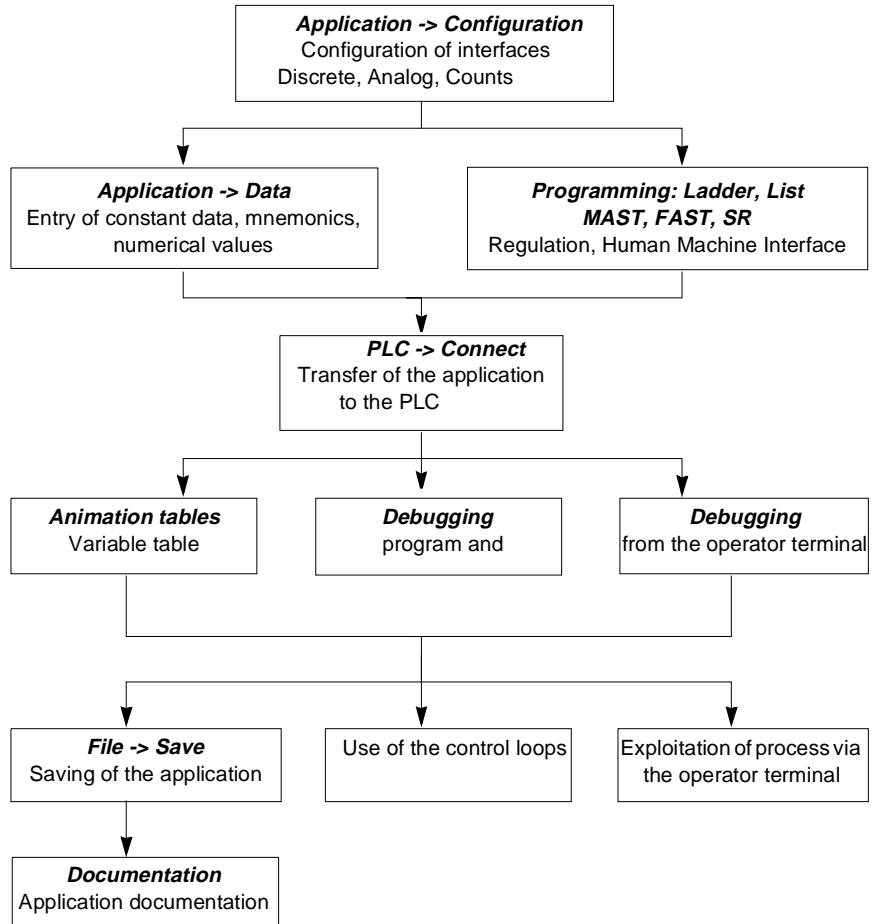 Application -> Configuration
Configuration of interfaces
Discrete, Analog, Counts
Application -> Data
Entry of constant data, mnemonics,
numerical values
Programming: Ladder, List
MAST, FAST, SR
Regulation, Human Machine Interface
PLC -> Connect
Transfer of the application
to the PLC
Animation tables
Variable table
Debugging
program and
Debugging
from the operator terminal
File -> Save
Saving of the application
Use of the control loops
Exploitation of process via
the operator terminal
Documentation
Application documentation